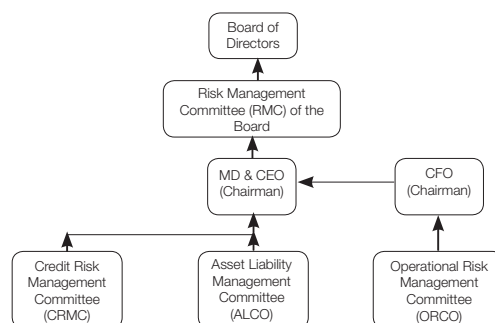 Board of
Directors
Risk Management
Committee (RMC) of the
Board
MD & CEO
(Chairman)
CFO
(Chairman)
Credit Risk
Management
Committee
(CRMC)
Asset Liability
Management
Committee
(ALCO)
Operational Risk
Management
Committee
(ORCO)